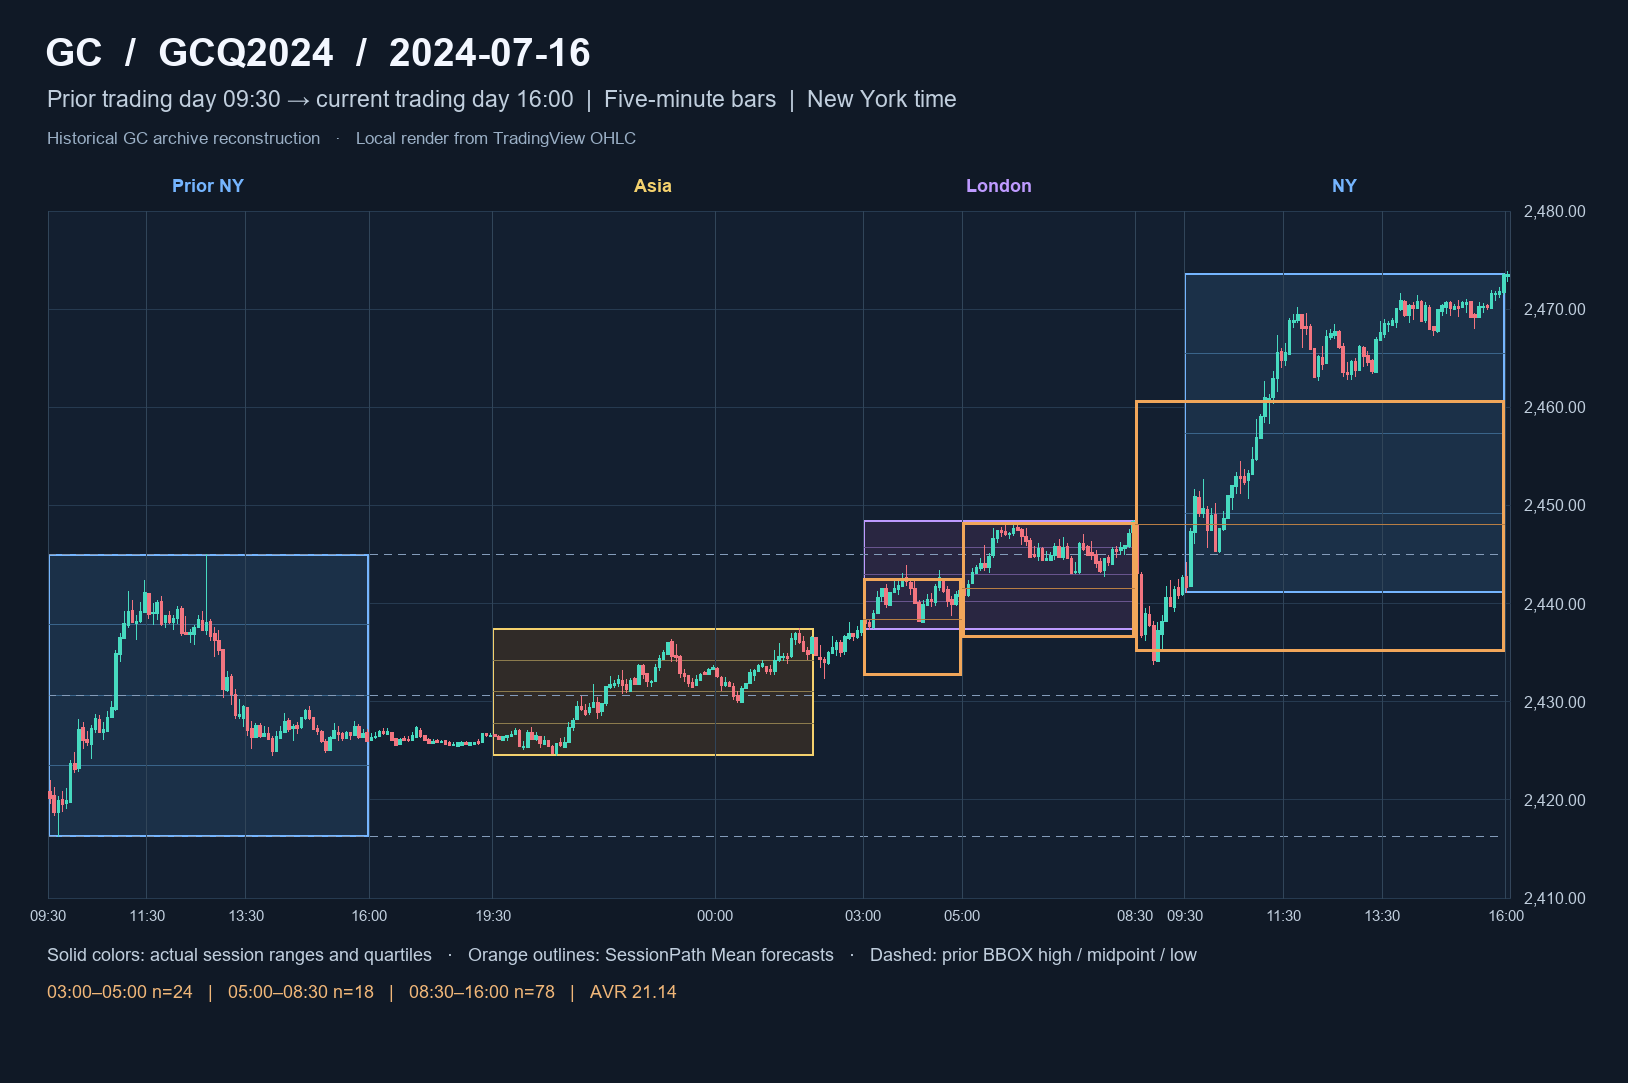 GC / GCQ2024 / 2024-07-16
Prior trading day 09:30 → current trading day 16:00 | Five-minute bars | New York time
Historical GC archive reconstruction · Local render from TradingView OHLC
Prior NY Asia London NY
2,480.00
2,470.00
2,460.00
2,450.00
2,440.00
2,430.00
2,420.00
2,410.00
09:30 11:30 13:30 16:00 19:30 00:00 03:00 05:00 08:30 09:30 11:30 13:30 16:00
Solid colors: actual session ranges and quartiles · Orange outlines: SessionPath Mean forecasts · Dashed: prior BBOX high / midpoint / low
03:00–05:00 n=24 | 05:00–08:30 n=18 | 08:30–16:00 n=78 | AVR 21.14